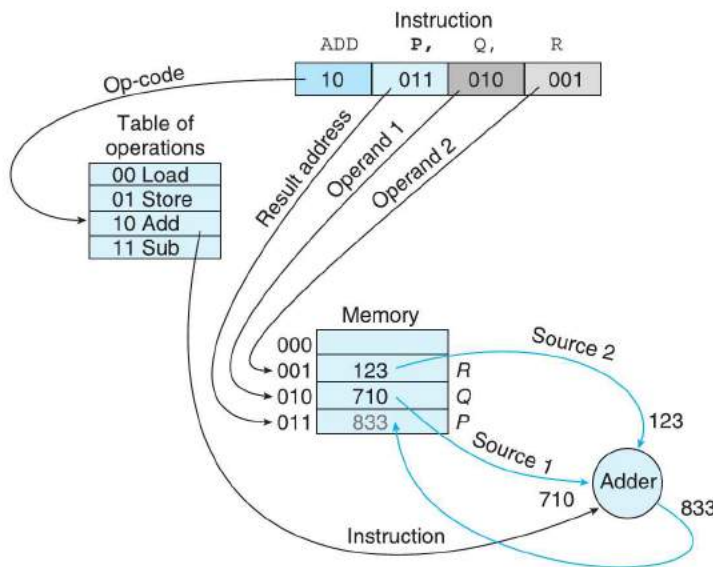 Instruction
ADD P, Q, R
10 011 010 001
Op-code
Result address
Operand 1
Operand 2
Table of
operations
00 Load
01 Store
10 Add
11 Sub
Memory
000
001 123 R
010 710 Q
011 833 P
Source 2
123
Source 1
710
Adder
833
Instruction